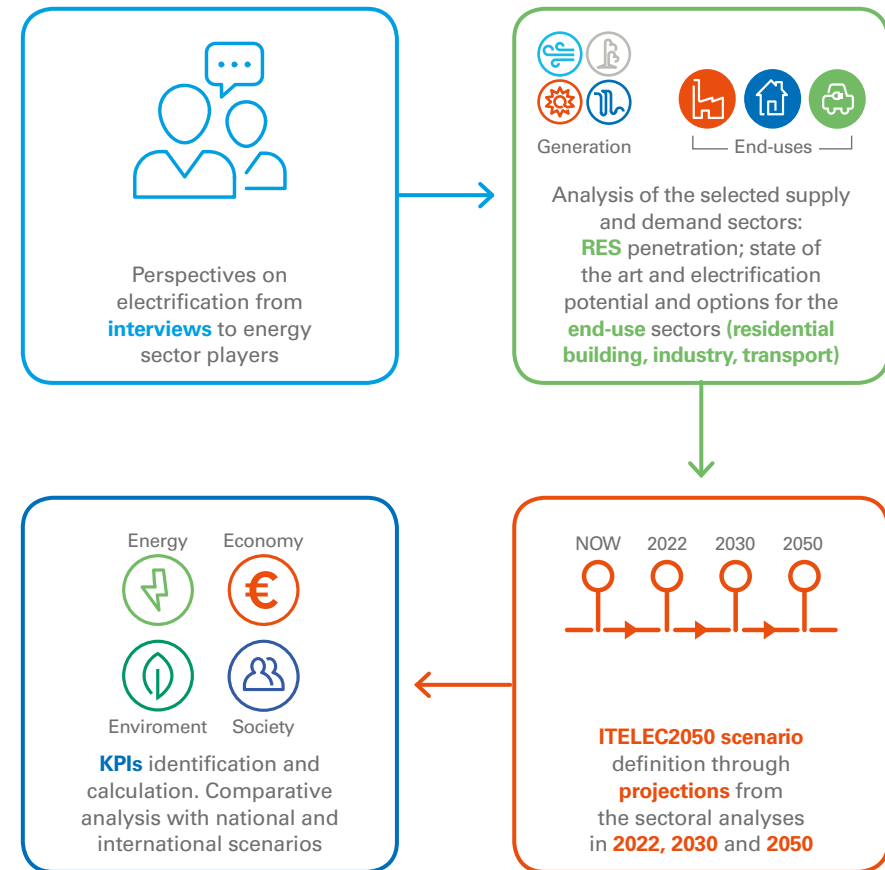 Perspectives on
electrification from
interviews to energy
sector players
Generation
End-uses
Analysis of the selected supply
and demand sectors:
RES penetration; state of
the art and electrification
potential and options for the
end-use sectors (residential
building, industry, transport)
Energy
Economy
€
Enviroment
Society
KPIs identification and
calculation. Comparative
analysis with national and
international scenarios
NOW
2022
2030
2050
ITELEC2050 scenario
definition through
projections from
the sectoral analyses
in 2022, 2030 and 2050